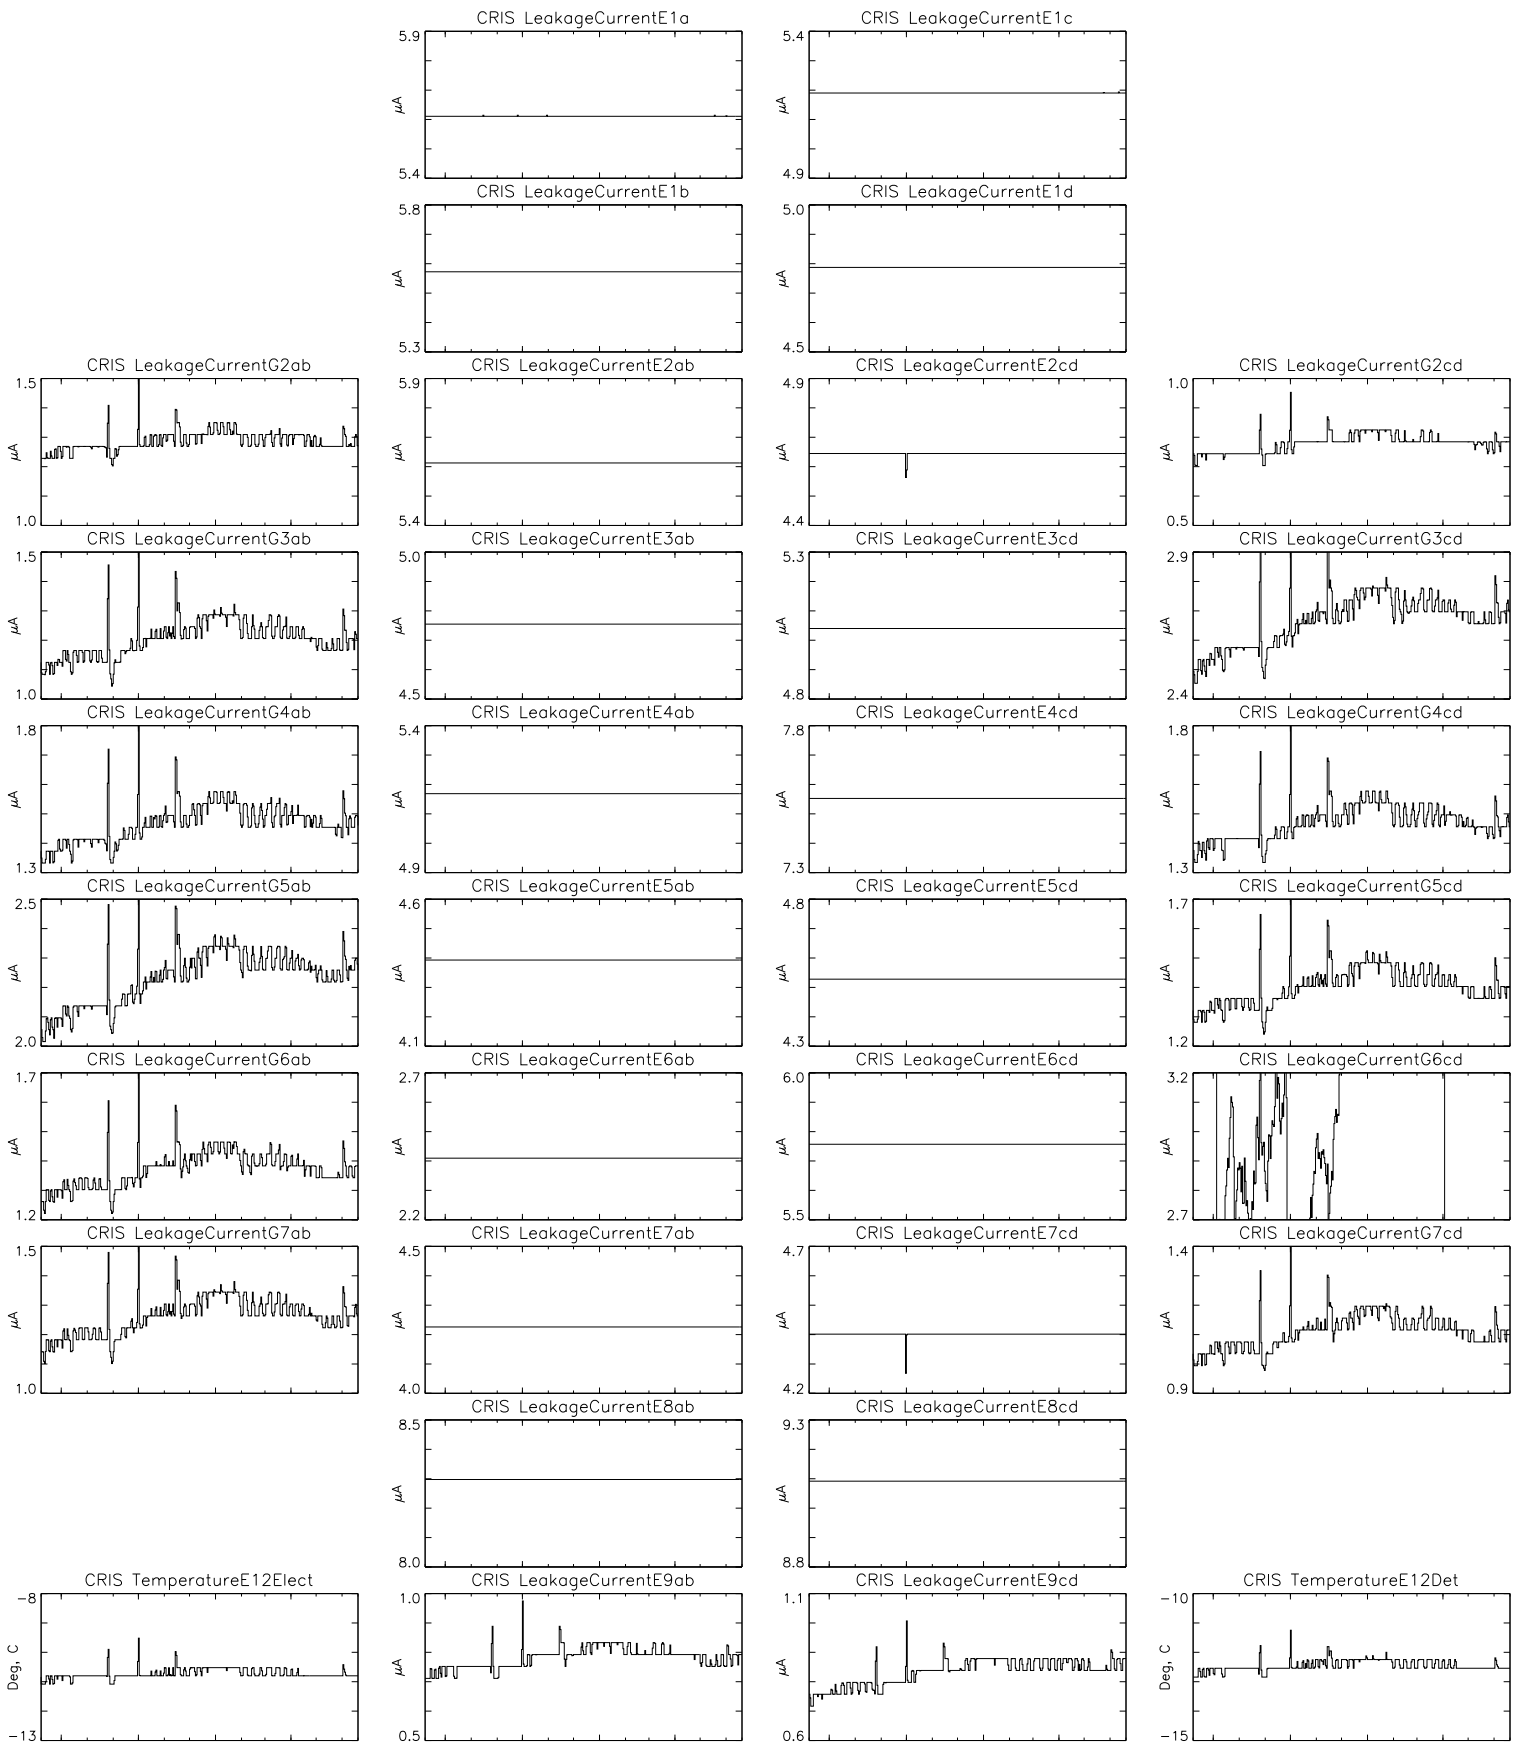 CRIS LeakageCurrentE1a
5.9
μA
5.4
CRIS LeakageCurrentE1c
5.4
μA
4.9
CRIS LeakageCurrentE1b
5.8
μA
5.3
CRIS LeakageCurrentE1d
5.0
μA
4.5
CRIS LeakageCurrentG2ab
1.5
μA
1.0
CRIS LeakageCurrentE2ab
5.9
μA
5.4
CRIS LeakageCurrentE2cd
4.9
μA
4.4
CRIS LeakageCurrentG2cd
1.0
μA
0.5
CRIS LeakageCurrentG3ab
1.5
μA
1.0
CRIS LeakageCurrentE3ab
5.0
μA
4.5
CRIS LeakageCurrentE3cd
5.3
μA
4.8
CRIS LeakageCurrentG3cd
2.9
μA
2.4
CRIS LeakageCurrentG4ab
1.8
μA
1.3
CRIS LeakageCurrentE4ab
5.4
μA
4.9
CRIS LeakageCurrentE4cd
7.8
μA
7.3
CRIS LeakageCurrentG4cd
1.8
μA
1.3
CRIS LeakageCurrentG5ab
2.5
μA
2.0
CRIS LeakageCurrentE5ab
4.6
μA
4.1
CRIS LeakageCurrentE5cd
4.8
μA
4.3
CRIS LeakageCurrentG5cd
1.7
μA
1.2
CRIS LeakageCurrentG6ab
1.7
μA
1.2
CRIS LeakageCurrentE6ab
2.7
μA
2.2
CRIS LeakageCurrentE6cd
6.0
μA
5.5
CRIS LeakageCurrentG6cd
3.2
μA
2.7
CRIS LeakageCurrentG7ab
1.5
μA
1.0
CRIS LeakageCurrentE7ab
4.5
μA
4.0
CRIS LeakageCurrentE7cd
4.7
μA
4.2
CRIS LeakageCurrentG7cd
1.4
μA
0.9
CRIS LeakageCurrentE8ab
8.5
μA
8.0
CRIS LeakageCurrentE8cd
9.3
μA
8.8
CRIS TemperatureE12Elect
-8
Deg, C
-13
CRIS LeakageCurrentE9ab
1.0
μA
0.5
CRIS LeakageCurrentE9cd
1.1
μA
0.6
CRIS TemperatureE12Det
-10
Deg, C
-15